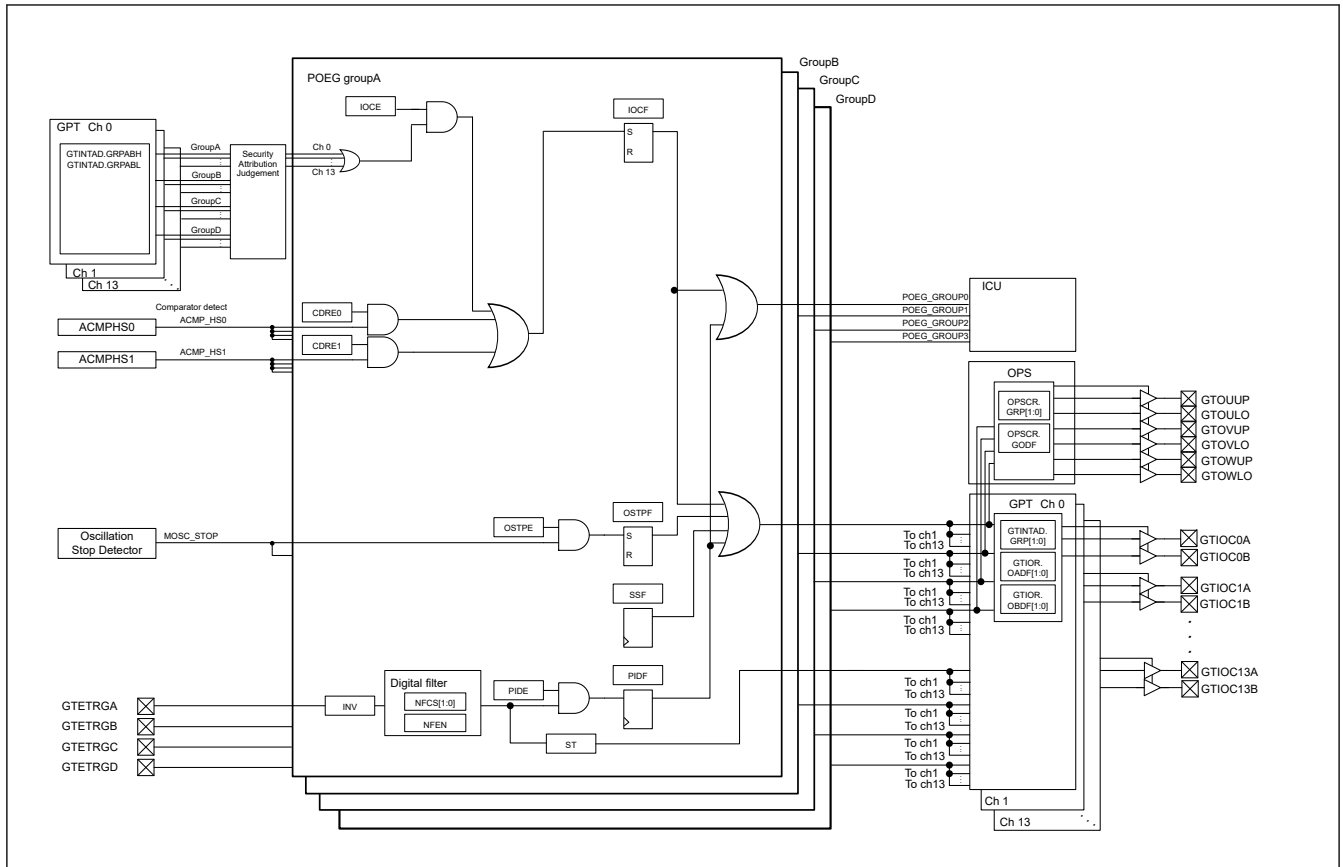 POEG groupA
GroupB
GroupC
GroupD
IOCE
IOCF
S
R
GPT Ch 0
GTINTAD.GRPABH
GTINTAD.GRPABL
GroupA
GroupB
GroupC
GroupD
Security
Attribution
Judgement
Ch 0
Ch 13
Ch 1
Ch 13
Comparator detect
ACMPHS0
ACMP_HS0
ACMPHS1
ACMP_HS1
CDRE0
CDRE1
POEG_GROUP0
POEG_GROUP1
POEG_GROUP2
POEG_GROUP3
ICU
OPS
OPSCR.
GRP[1:0]
OPSCR.
GODF
GTOUUP
GTOULO
GTOVUP
GTOVLO
GTOWUP
GTOWLO
Oscillation
Stop Detector
MOSC_STOP
OSTPE
OSTPF
S
R
SSF
GPT Ch 0
GTINTAD.
GRP[1:0]
GTIOR.
OADF[1:0]
GTIOR.
OBDF[1:0]
To ch1
To ch13
To ch1
To ch13
To ch1
To ch13
To ch1
To ch13
GTIOC0A
GTIOC0B
GTIOC1A
GTIOC1B
GTIOC13A
GTIOC13B
GTETRGA
GTETRGB
GTETRGC
GTETRGD
INV
Digital filter
NFCS[1:0]
NFEN
PIDE
PIDF
ST
To ch1
To ch13
To ch1
To ch13
To ch1
To ch13
To ch1
To ch13
Ch 1
Ch 13